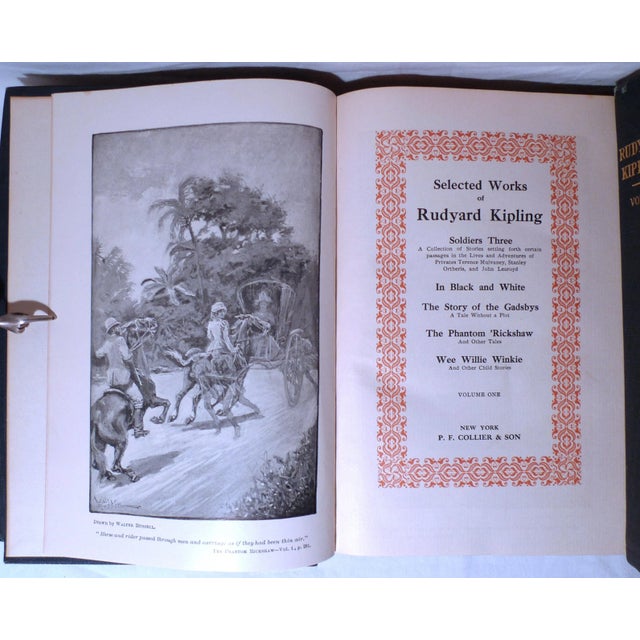 Drawn by WALTER RUSSELL.
"Horse and rider passed through men and carriage as if they had been thin air."
THE PHANTOM RICKSHAW—Vol. I., p.
Selected Works
of
Rudyard Kipling
Soldiers Three
A Collection of Stories setting forth certain
passages in the Lives and Adventures of
Privates Terence Mulvaney, Stanley
Ortheris, and John Learoyd
In Black and White
The Story of the Gadsbys
A Tale Without a Plot
The Phantom 'Rickshaw
And Other Tales
Wee Willie Winkie
And Other Child Stories
VOLUME ONE
NEW YORK
P. F. COLLIER & SON
RUDY
KIPL
VO